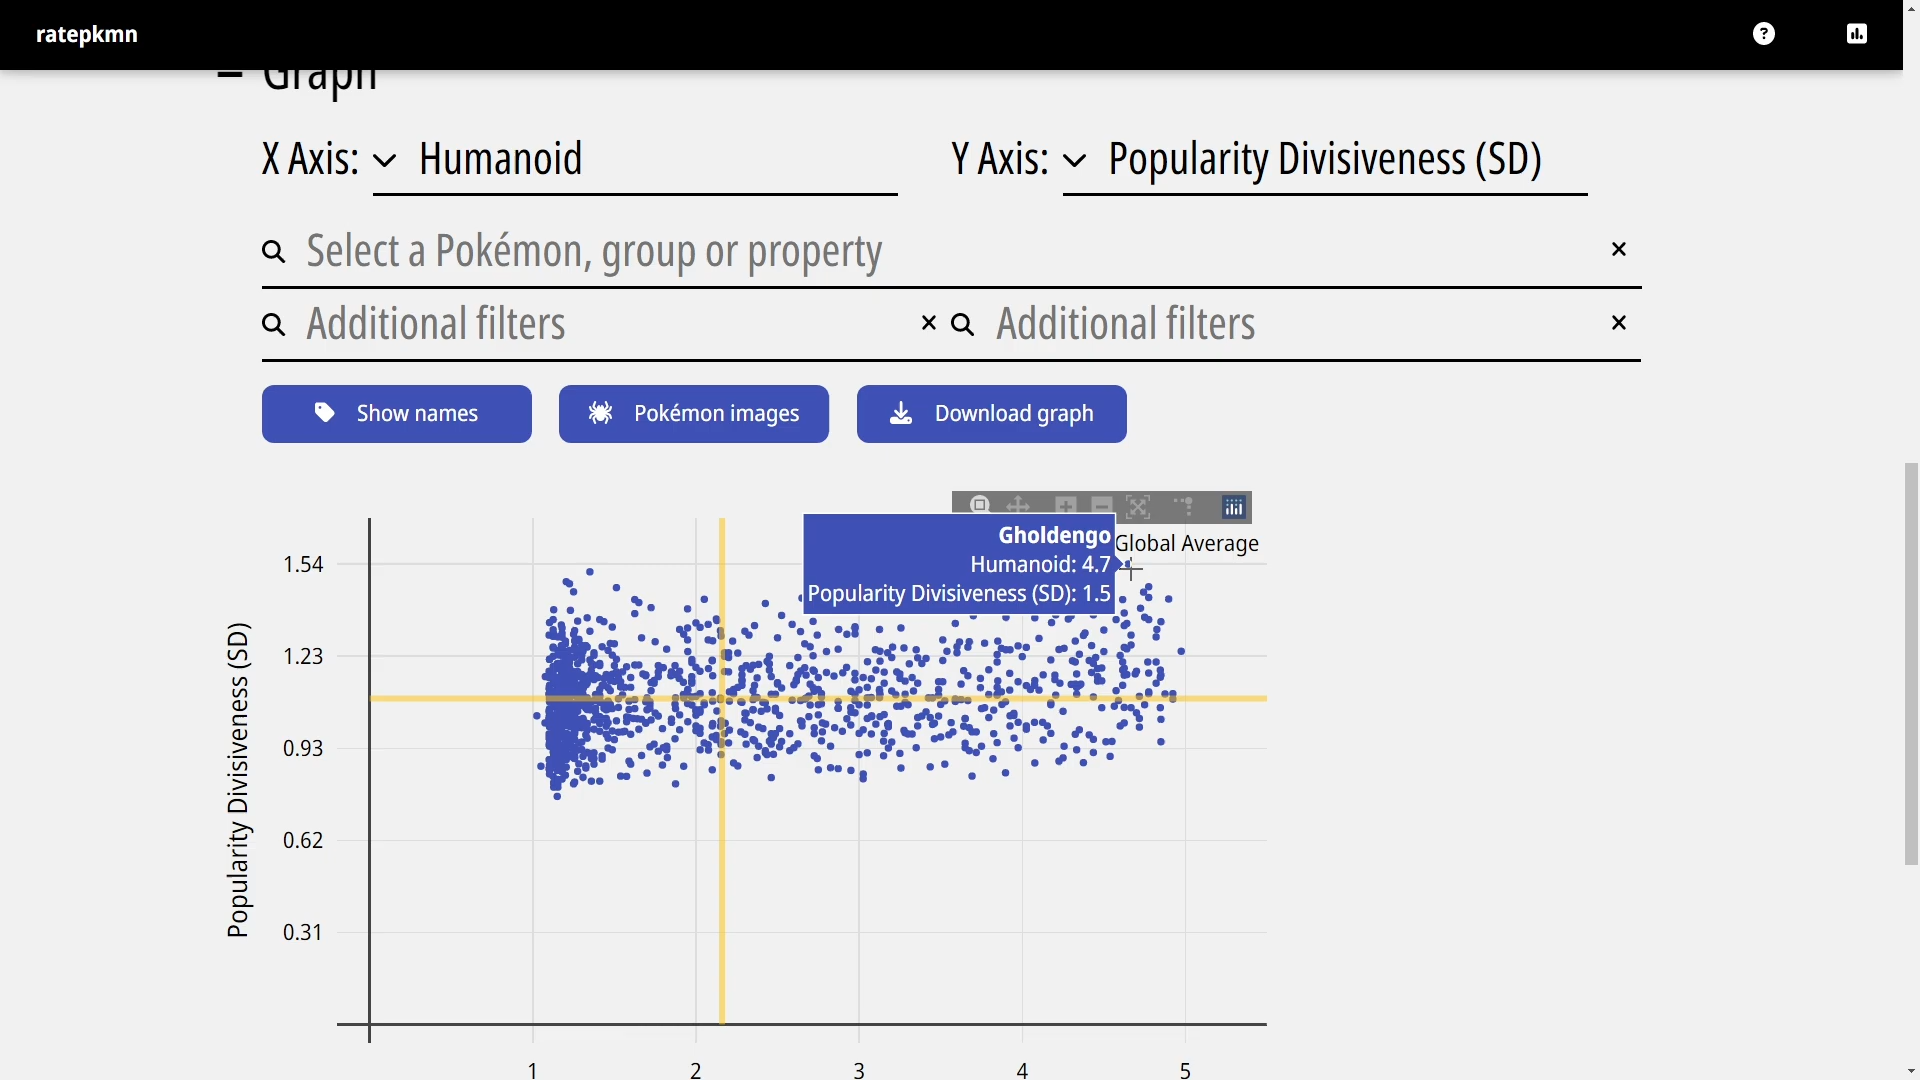 ratepkmn
Graph
X Axis: Humanoid
Y Axis: Popularity Divisiveness (SD)
Select a Pokémon, group or property
Additional filters
Additional filters
Show names
Pokémon images
Download graph
Gholdengo
Humanoid: 4.7
Popularity Divisiveness (SD): 1.5
Global Average
Popularity Divisiveness (SD)
1.54
1.23
0.93
0.62
0.31
1 2 3 4 5